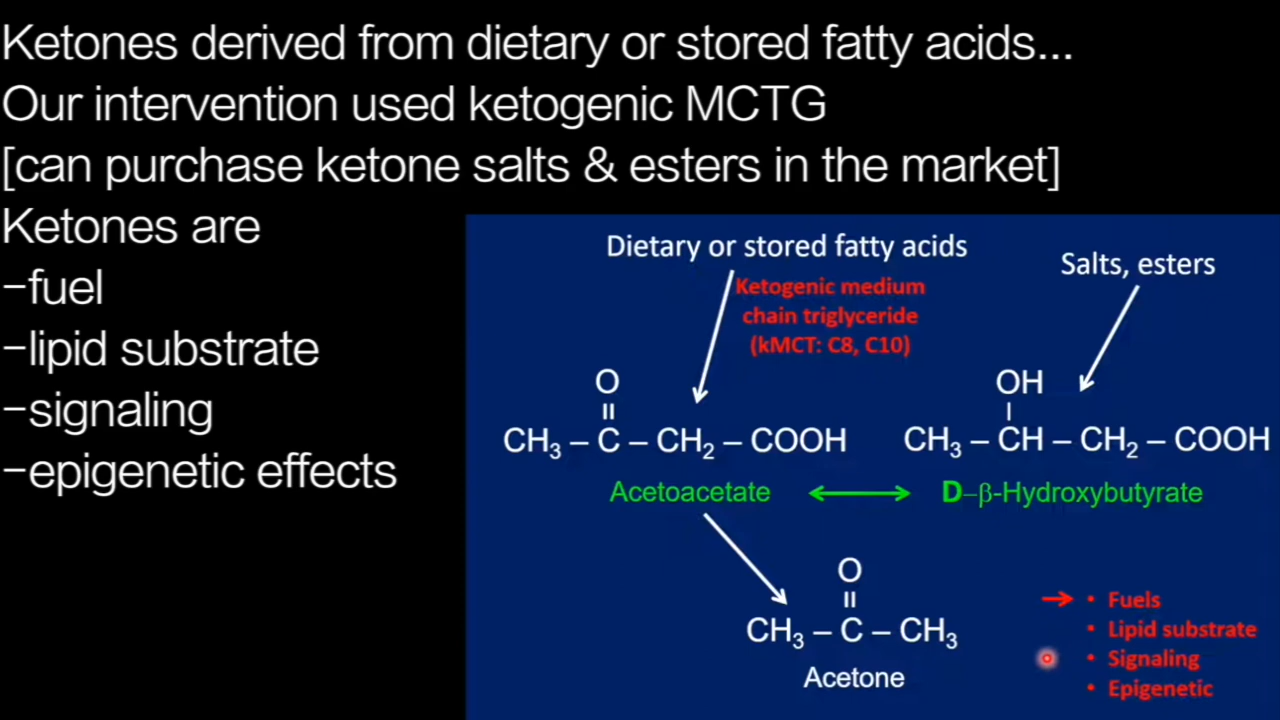 Ketones derived from dietary or stored fatty acids...
Our intervention used ketogenic MCTG
[can purchase ketone salts & esters in the market]
Ketones are
−fuel
−lipid substrate
−signaling
−epigenetic effects
Dietary or stored fatty acids
Salts, esters
Ketogenic medium
chain triglyceride
(kMCT: C8, C10)
O
OH
CH₃ – C – CH₂ – COOH
CH₃ – CH – CH₂ – COOH
Acetoacetate
D–β-Hydroxybutyrate
O
CH₃ – C – CH₃
Acetone
• Fuels
• Lipid substrate
• Signaling
• Epigenetic